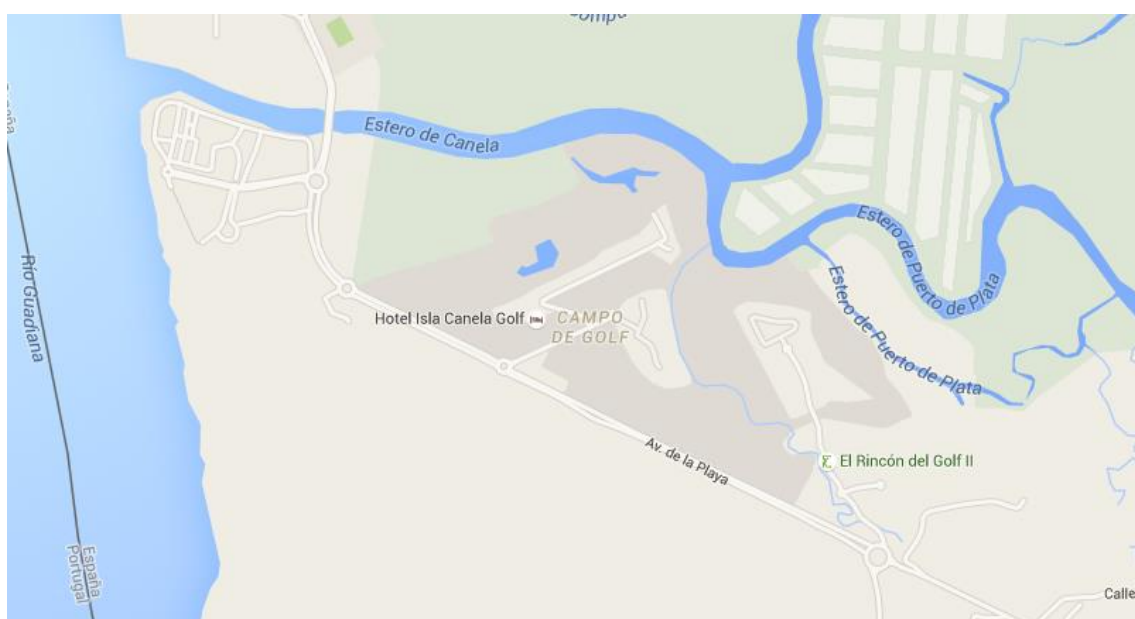 Estero de Canela
España
Estero de Puerto de Plata
Río Guadiana
Estero de Puerto de Plata
Hotel Isla Canela Golf
CAMPO
DE GOLF
Av. de la Playa
El Rincón del Golf II
España
Portugal
Calle